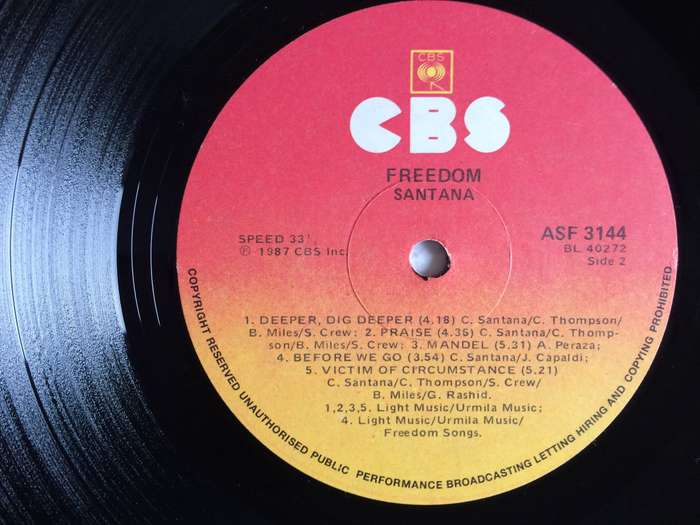 CBS
CBS
FREEDOM
SANTANA
SPEED 33⅓
ASF 3144
℗ 1987 CBS Inc.
BL 40272
Side 2
1. DEEPER, DIG DEEPER (4.18) C. Santana/C. Thompson/
B. Miles/S. Crew; 2. PRAISE (4.36) C. Santana/C. Thomp-
son/B. Miles/S. Crew; 3. MANDEL (5.31) A. Peraza;
4. BEFORE WE GO (3.54) C. Santana/J. Capaldi;
5. VICTIM OF CIRCUMSTANCE (5.21)
C. Santana/C. Thompson/S. Crew/
B. Miles/G. Rashid.
1,2,3,5. Light Music/Urmila Music;
4. Light Music/Urmila Music/
Freedom Songs.
COPYRIGHT RESERVED UNAUTHORISED PUBLIC PERFORMANCE BROADCASTING LETTING HIRING AND COPYING PROHIBITED